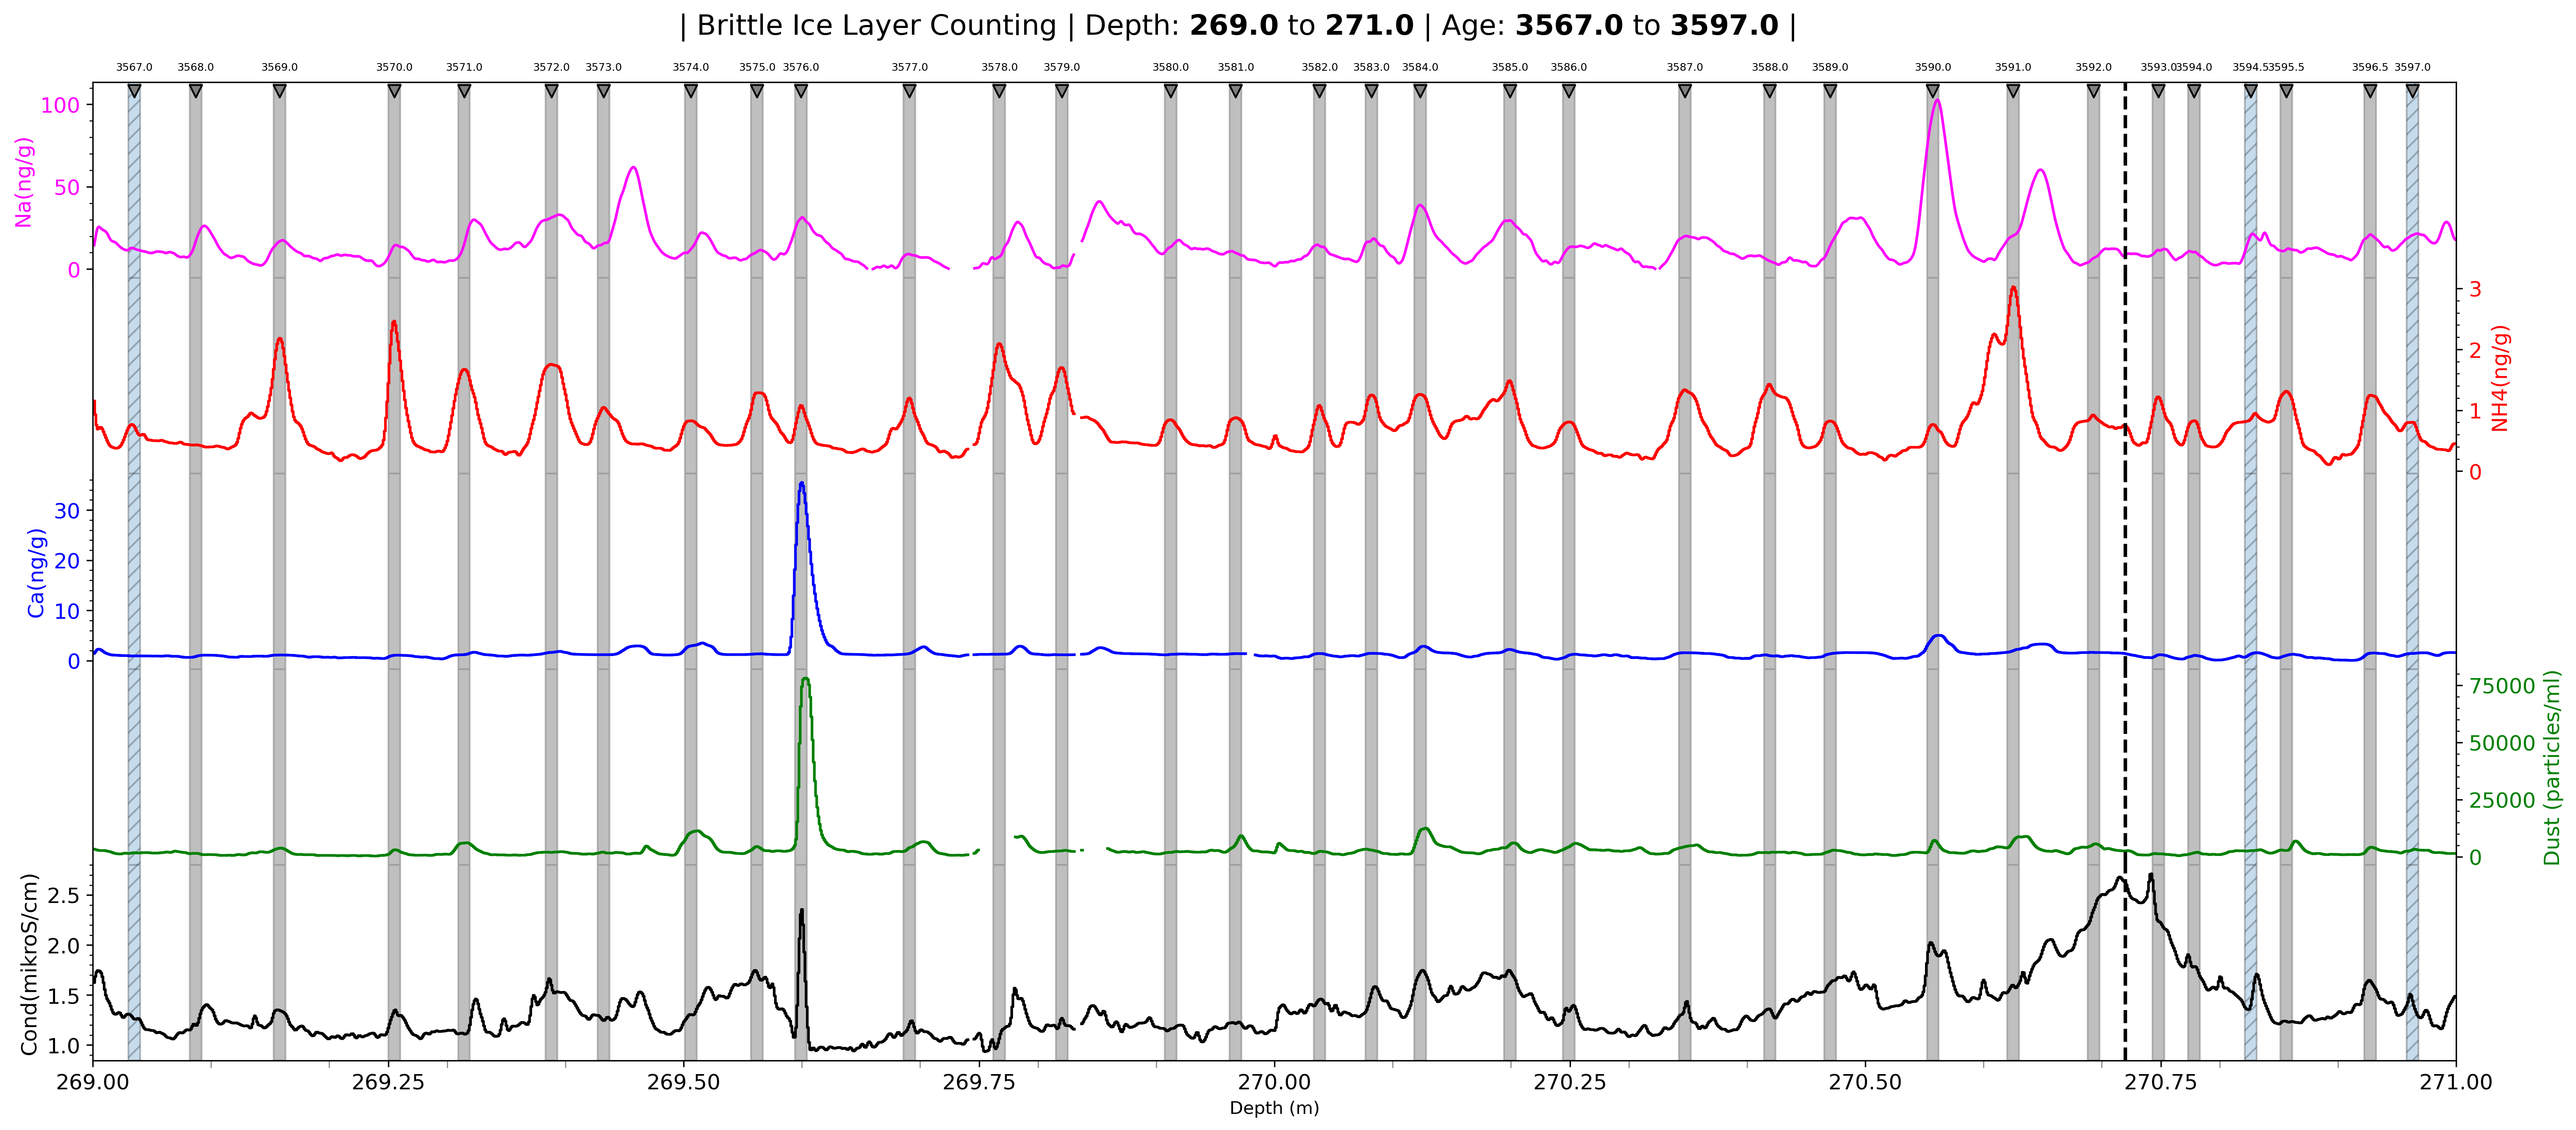 | Brittle Ice Layer Counting | Depth: 269.0 to 271.0 | Age: 3567.0 to 3597.0 |
3567.0 3568.0 3569.0 3570.0 3571.0 3572.0 3573.0 3574.0 3575.0 3576.0 3577.0 3578.0 3579.0 3580.0 3581.0 3582.0 3583.0 3584.0 3585.0 3586.0 3587.0 3588.0 3589.0 3590.0 3591.0 3592.0 3593.0 3594.0 3594.5 3595.5 3596.5 3597.0
Na(ng/g)
100
50
0
NH4(ng/g)
3
2
1
0
Ca(ng/g)
30
20
10
0
Dust (particles/ml)
75000
50000
25000
0
Cond(mikroS/cm)
2.5
2.0
1.5
1.0
269.00 269.25 269.50 269.75 270.00 270.25 270.50 270.75 271.00
Depth (m)